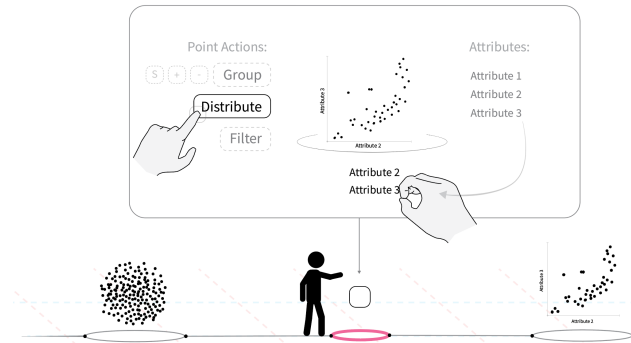 Point Actions:
S + - Group
Distribute
Filter
Attribute 3
Attribute 2
Attributes:
Attribute 1
Attribute 2
Attribute 3
Attribute 2
Attribute 3
Attribute 3
Attribute 2